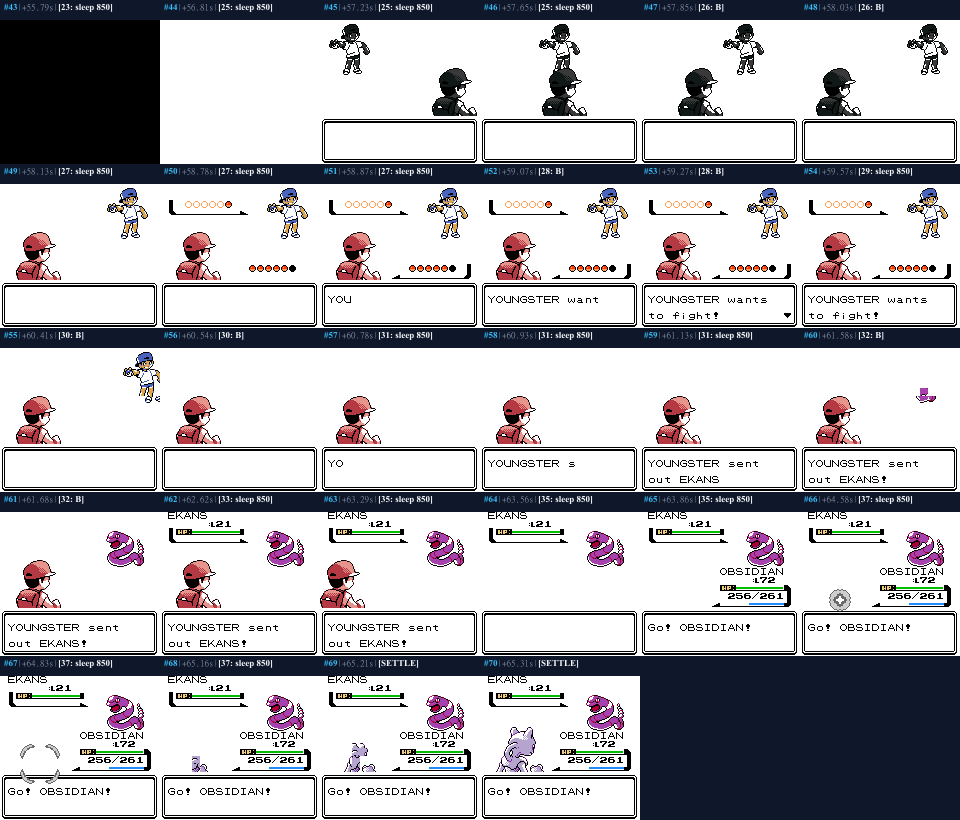 #43|+55.79s|[23: sleep 850]
#44|+56.81s|[25: sleep 850]
#45|+57.23s|[25: sleep 850]
#46|+57.65s|[25: sleep 850]
#47|+57.85s|[26: B]
#48|+58.03s|[26: B]
#49|+58.13s|[27: sleep 850]
#50|+58.78s|[27: sleep 850]
#51|+58.87s|[27: sleep 850]
YOU
#52|+59.07s|[28: B]
YOUNGSTER want
#53|+59.27s|[28: B]
YOUNGSTER wants
to fight!
#54|+59.57s|[29: sleep 850]
YOUNGSTER wants
to fight!
#55|+60.41s|[30: B]
#56|+60.54s|[30: B]
#57|+60.78s|[31: sleep 850]
YO
#58|+60.93s|[31: sleep 850]
YOUNGSTER s
#59|+61.13s|[31: sleep 850]
YOUNGSTER sent
out EKANS
#60|+61.58s|[32: B]
YOUNGSTER sent
out EKANS!
#61|+61.68s|[32: B]
YOUNGSTER sent
out EKANS!
#62|+62.62s|[33: sleep 850]
EKANS
:L21
HP:
YOUNGSTER sent
out EKANS!
#63|+63.29s|[35: sleep 850]
EKANS
:L21
HP:
YOUNGSTER sent
out EKANS!
#64|+63.56s|[35: sleep 850]
EKANS
:L21
HP:
#65|+63.86s|[35: sleep 850]
EKANS
:L21
HP:
OBSIDIAN
:L72
HP:
256/261
Go! OBSIDIAN!
#66|+64.58s|[37: sleep 850]
EKANS
:L21
HP:
OBSIDIAN
:L72
HP:
256/261
Go! OBSIDIAN!
#67|+64.83s|[37: sleep 850]
EKANS
:L21
HP:
OBSIDIAN
:L72
HP:
256/261
Go! OBSIDIAN!
#68|+65.16s|[37: sleep 850]
EKANS
:L21
HP:
OBSIDIAN
:L72
HP:
256/261
Go! OBSIDIAN!
#69|+65.21s|[SETTLE]
EKANS
:L21
HP:
OBSIDIAN
:L72
HP:
256/261
Go! OBSIDIAN!
#70|+65.31s|[SETTLE]
EKANS
:L21
HP:
OBSIDIAN
:L72
HP:
256/261
Go! OBSIDIAN!